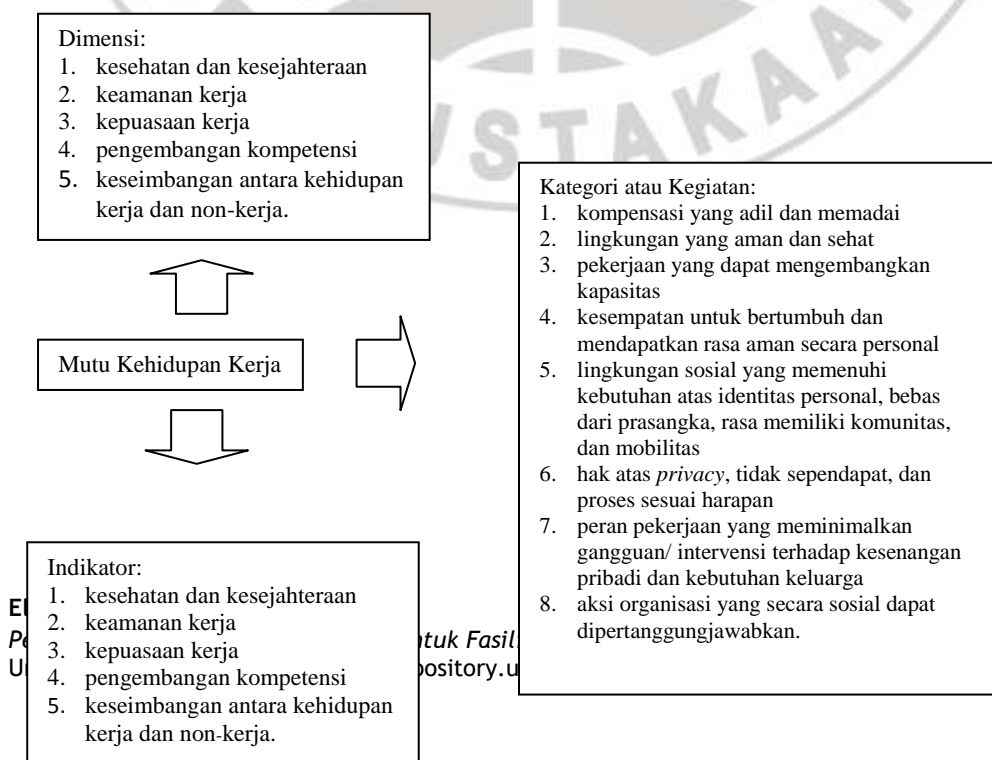 USTAKAA
Dimensi:
1. kesehatan dan kesejahteraan
2. keamanan kerja
3. kepuasaan kerja
4. pengembangan kompetensi
5. keseimbangan antara kehidupan
kerja dan non-kerja.
Mutu Kehidupan Kerja
Kategori atau Kegiatan:
1. kompensasi yang adil dan memadai
2. lingkungan yang aman dan sehat
3. pekerjaan yang dapat mengembangkan
kapasitas
4. kesempatan untuk bertumbuh dan
mendapatkan rasa aman secara personal
5. lingkungan sosial yang memenuhi
kebutuhan atas identitas personal, bebas
dari prasangka, rasa memiliki komunitas,
dan mobilitas
6. hak atas privacy, tidak sependapat, dan
proses sesuai harapan
7. peran pekerjaan yang meminimalkan
gangguan/ intervensi terhadap kesenangan
pribadi dan kebutuhan keluarga
8. aksi organisasi yang secara sosial dapat
dipertanggungjawabkan.
Indikator:
1. kesehatan dan kesejahteraan
2. keamanan kerja
3. kepuasaan kerja
4. pengembangan kompetensi
5. keseimbangan antara kehidupan
kerja dan non-kerja.
ntuk Fasil
pository.u